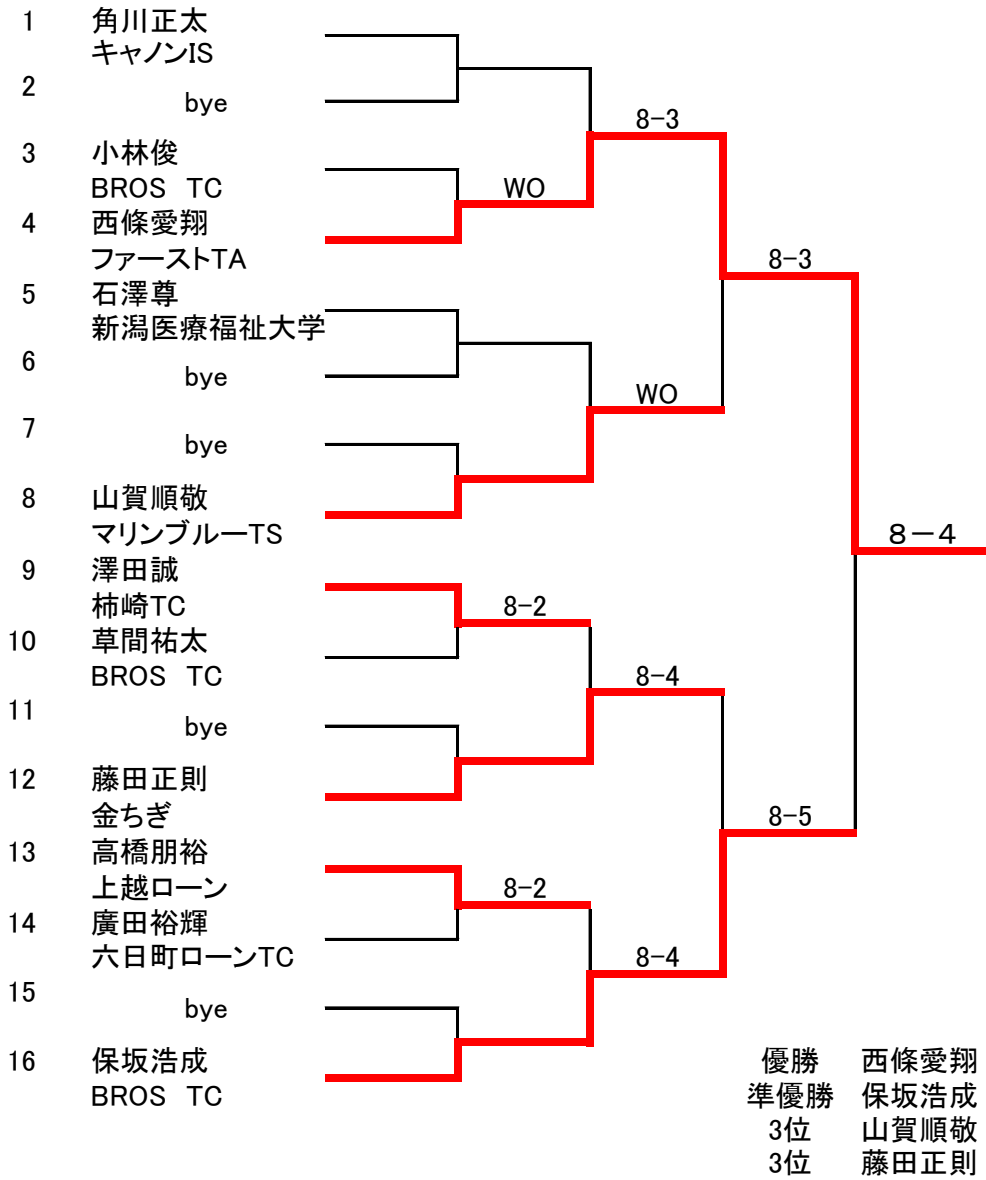 1 角川正太
キャノンIS
2 bye
8-3
3 小林俊
BROS TC WO
4 西條愛翔
ファーストTA 8-3
5 石澤尊
新潟医療福祉大学
6 bye
WO
7 bye
8 山賀順敬
マリンブルーTS 8－4
9 澤田誠
柿崎TC 8-2
10 草間祐太
BROS TC 8-4
11 bye
12 藤田正則
金ちぎ 8-5
13 高橋朋裕
上越ローン 8-2
14 廣田裕輝
六日町ローンTC 8-4
15 bye
16 保坂浩成
BROS TC
優勝 西條愛翔
準優勝 保坂浩成
3位 山賀順敬
3位 藤田正則